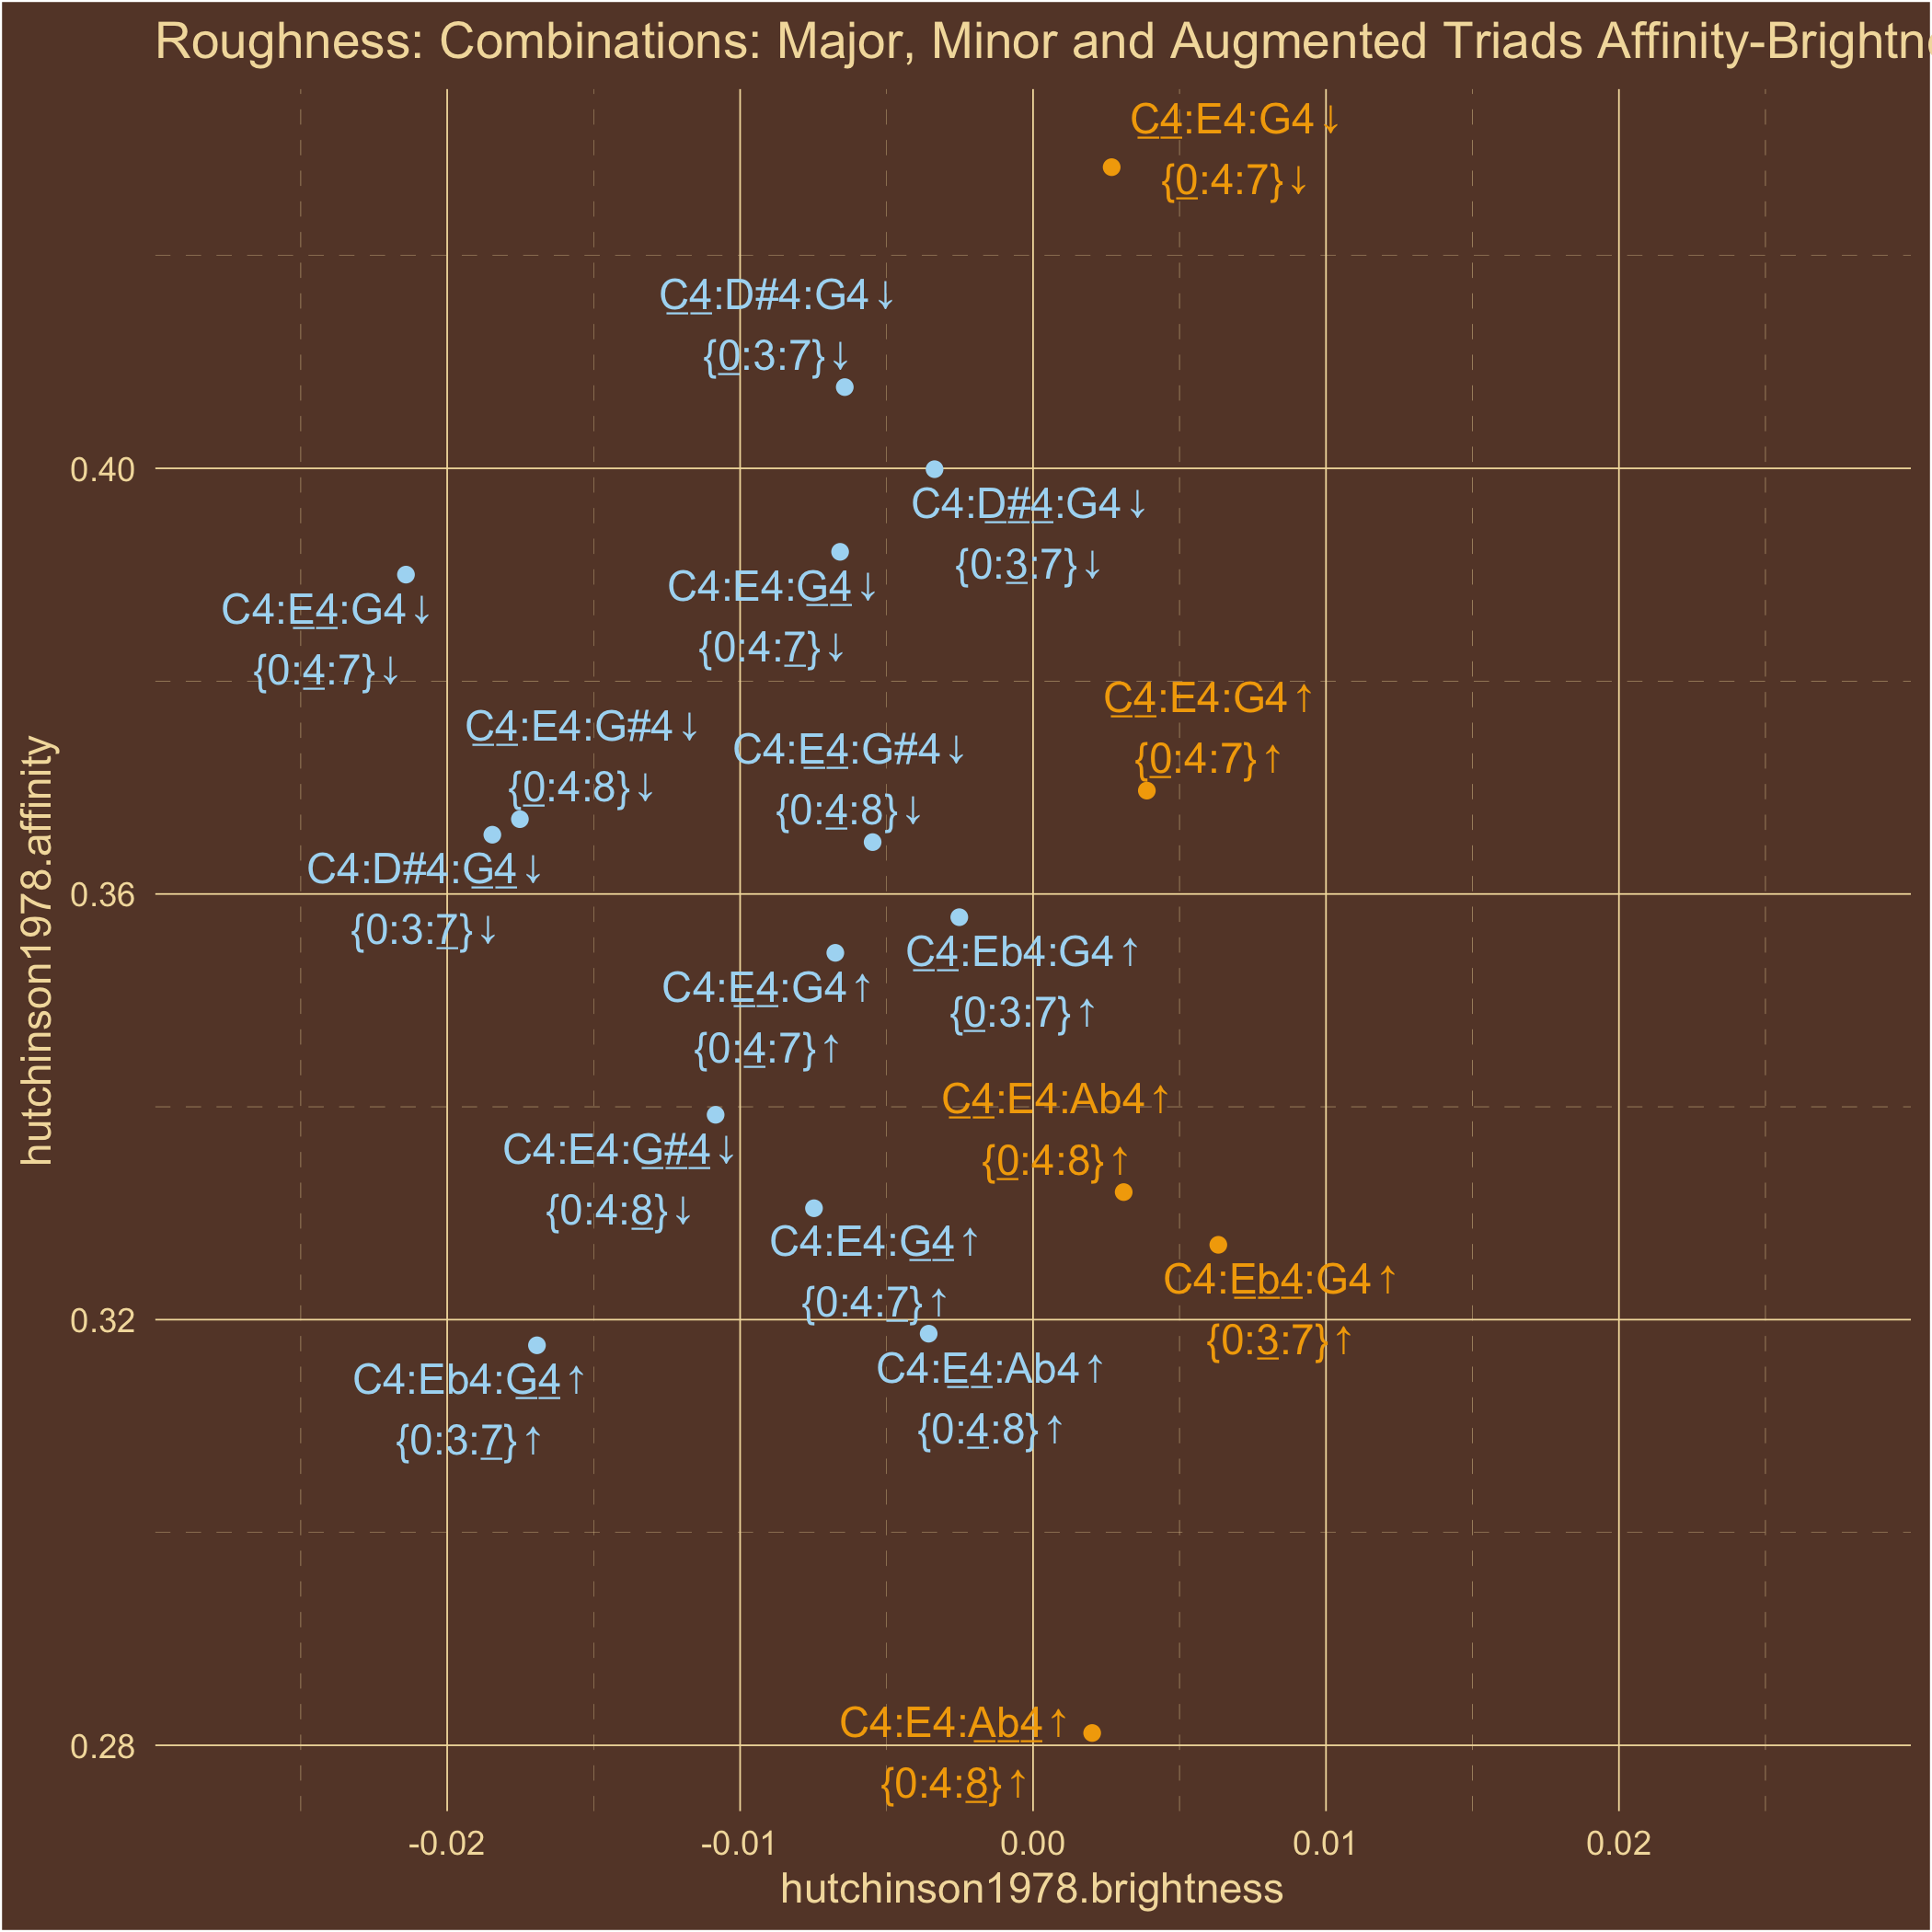 Roughness: Combinations: Major, Minor and Augmented Triads Affinity-Brightn
C4:E4:G4↓
{0:4:7}↓
C4:D#4:G4↓
{0:3:7}↓
0.40
C4:D#4:G4↓
{0:3:7}↓
C4:E4:G4↓
{0:4:7}↓
C4:E4:G4↓
{0:4:7}↓
C4:E4:G4↑
{0:4:7}↑
C4:E4:G#4↓
{0:4:8}↓
C4:E4:G#4↓
{0:4:8}↓
C4:D#4:G4↓
{0:3:7}↓
0.36
C4:Eb4:G4↑
{0:3:7}↑
C4:E4:G4↑
{0:4:7}↑
hutchinson1978.affinity
C4:E4:Ab4↑
{0:4:8}↑
C4:E4:G#4↓
{0:4:8}↓
C4:E4:G4↑
{0:4:7}↑
C4:Eb4:G4↑
{0:3:7}↑
0.32
C4:E4:Ab4↑
{0:4:8}↑
C4:Eb4:G4↑
{0:3:7}↑
C4:E4:Ab4↑
{0:4:8}↑
0.28
-0.02
-0.01
0.00
0.01
0.02
hutchinson1978.brightness